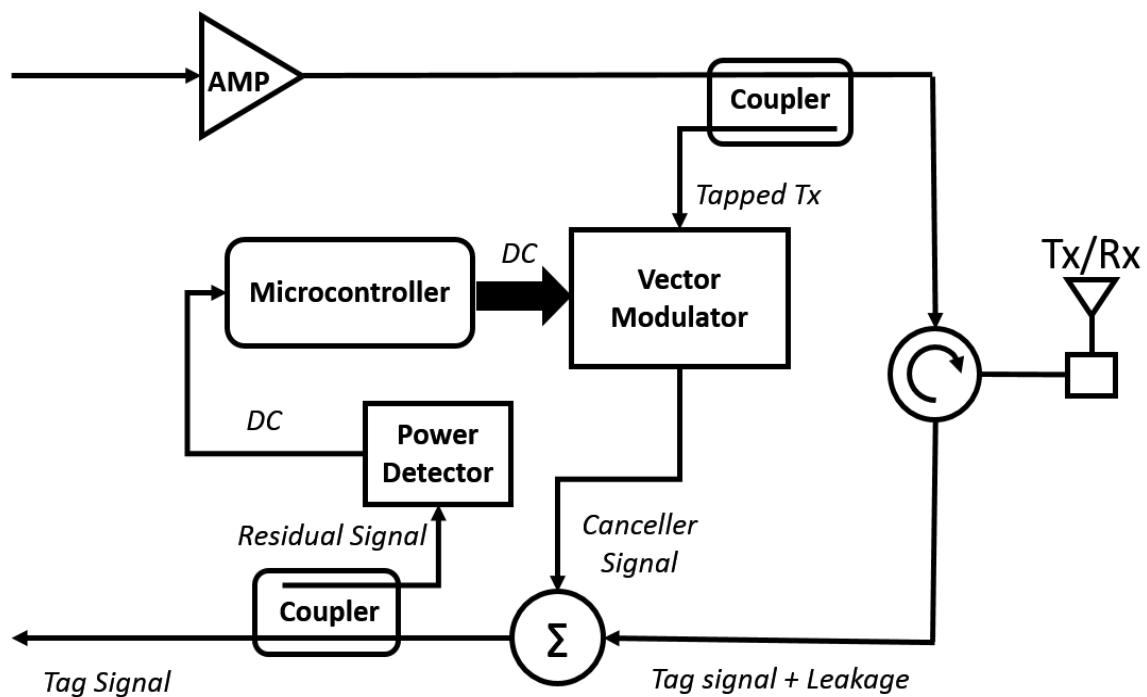 AMP
Coupler
Tapped Tx
Tx/Rx
DC
Microcontroller
Vector
Modulator
DC
Power
Detector
Residual Signal
Canceller
Signal
Coupler
Σ
Tag Signal
Tag signal + Leakage